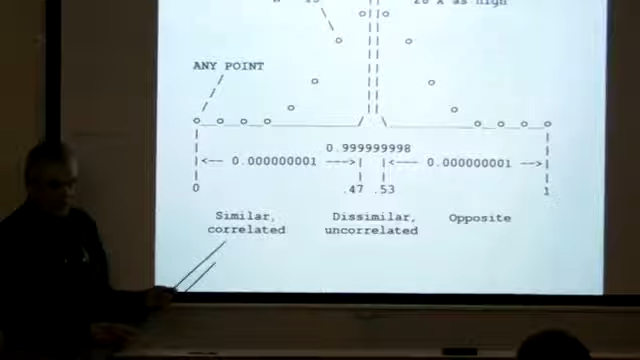 20 x as high
ANY POINT
0.999999998
|<-- 0.000000001 --->| |<-- 0.000000001 -->|
0 .47 .53 1
Similar, Dissimilar, Opposite
correlated uncorrelated